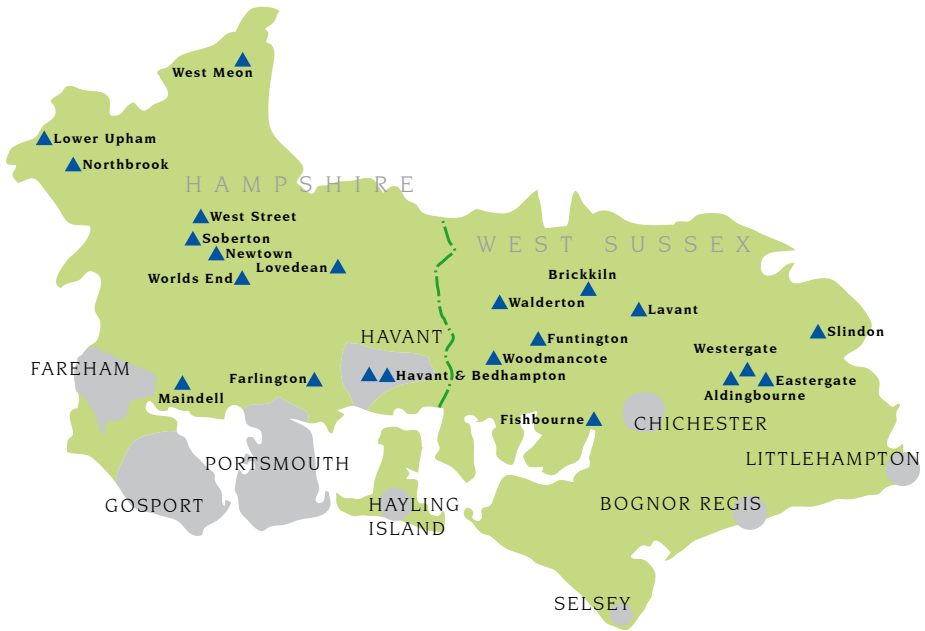 West Meon
Lower Upham
Northbrook
HAMPSHIRE
West Street
Soberton
Newtown
Lovedean
Worlds End
WEST SUSSEX
Brickkiln
Walderton
Lavant
Slindon
HAVANT
Funtington
Westergate
Woodmancote
FAREHAM
Farlington
Havant & Bedhampton
Eastergate
Maindell
Aldingbourne
Fishbourne
CHICHESTER
PORTSMOUTH
LITTLEHAMPTON
GOSPORT
HAYLING
ISLAND
BOGNOR REGIS
SELSEY